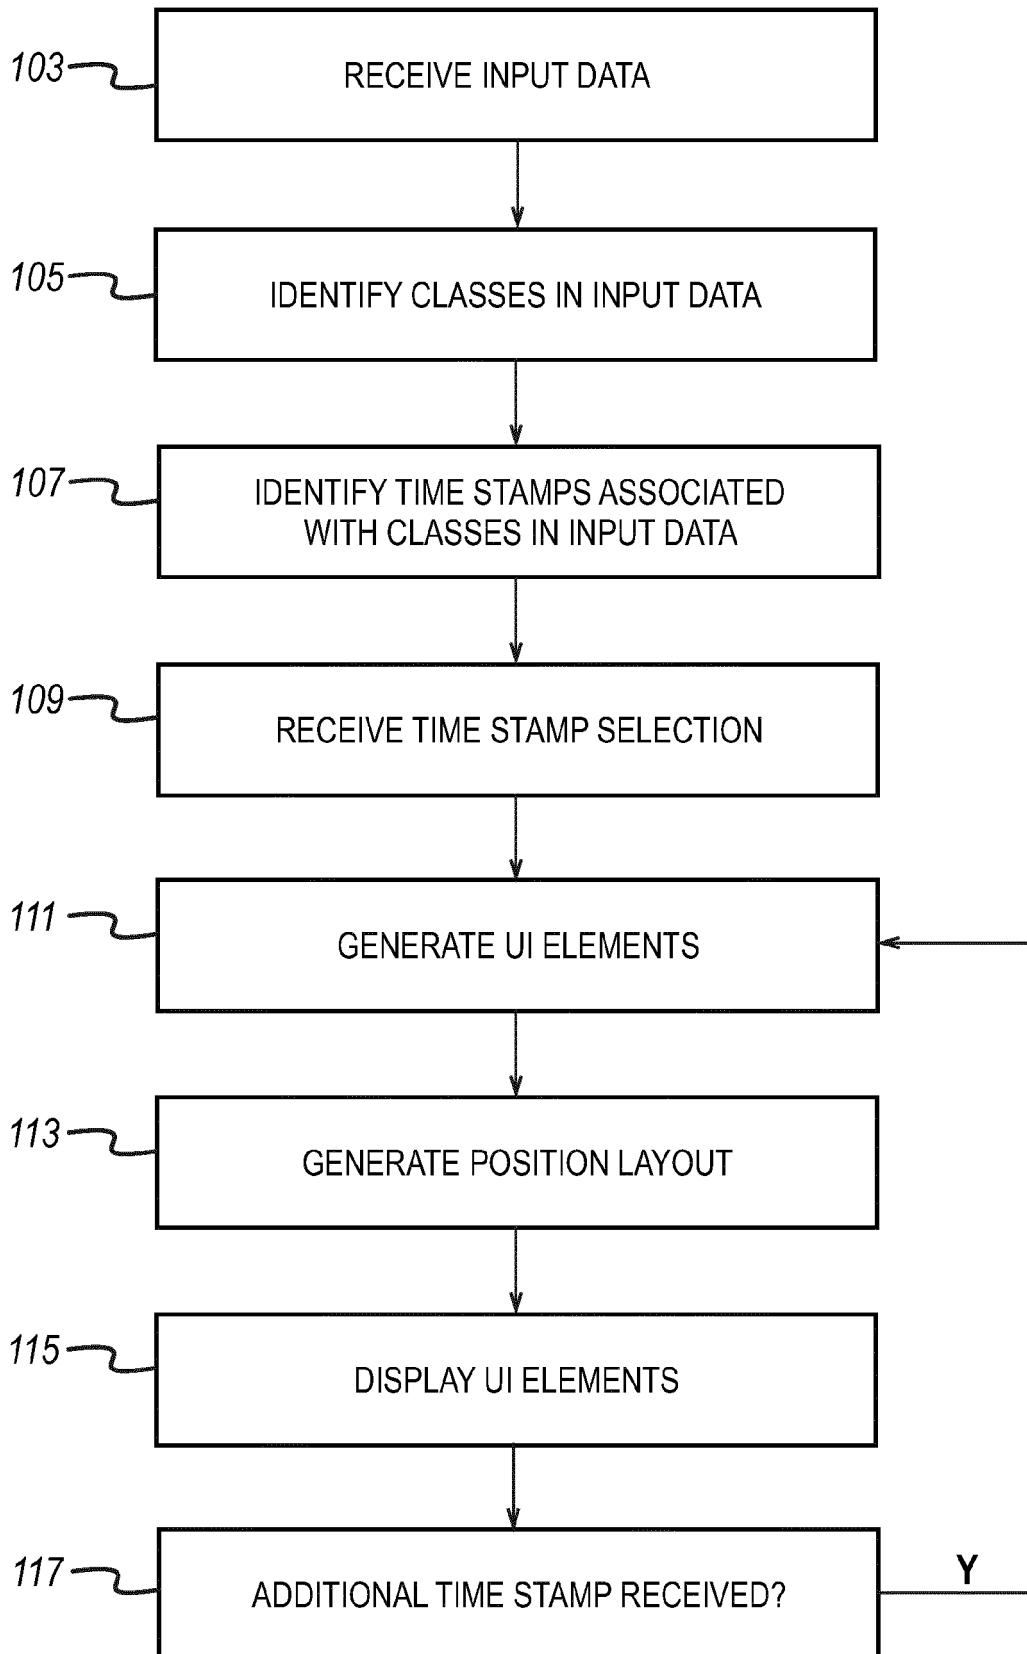 103
RECEIVE INPUT DATA
105
IDENTIFY CLASSES IN INPUT DATA
107
IDENTIFY TIME STAMPS ASSOCIATED
WITH CLASSES IN INPUT DATA
109
RECEIVE TIME STAMP SELECTION
111
GENERATE UI ELEMENTS
113
GENERATE POSITION LAYOUT
115
DISPLAY UI ELEMENTS
117
ADDITIONAL TIME STAMP RECEIVED?
Y